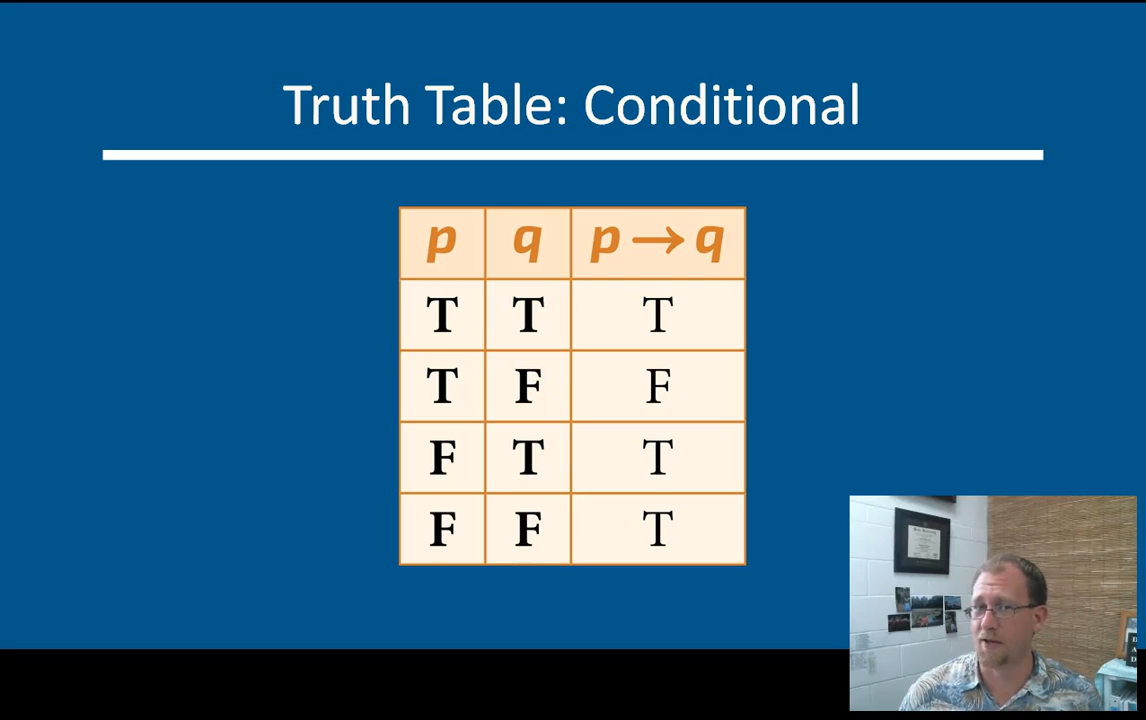 Truth Table: Conditional
p q p → q
T T T
T F F
F T T
F F T